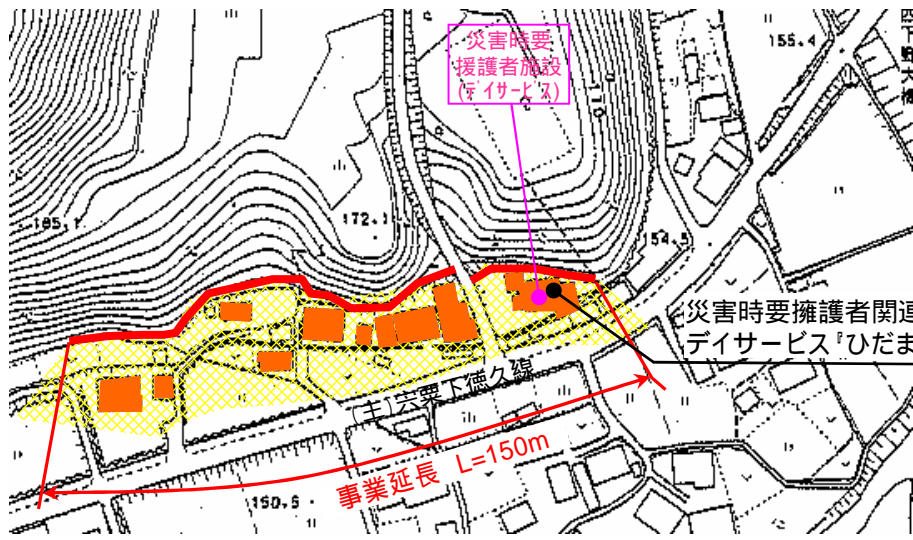 災害時要
援護者施設
(デイサービス)
155.4
185.1
172.1
110
154.5
災害時要擁護者関連
デイサービス『ひだま
(主)宍粟下徳久線
事業延長 L=150m
150.6